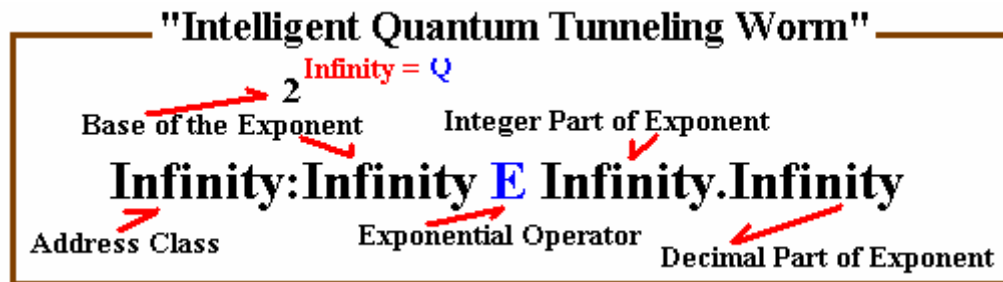 "Intelligent Quantum Tunneling Worm"
2 Infinity = Q
Base of the Exponent
Integer Part of Exponent
Infinity:Infinity E Infinity.Infinity
Address Class
Exponential Operator
Decimal Part of Exponent